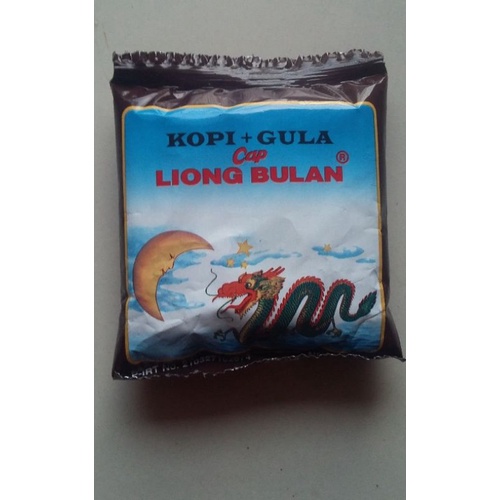 KOPI + GULA
Cap
LIONG BULAN ®